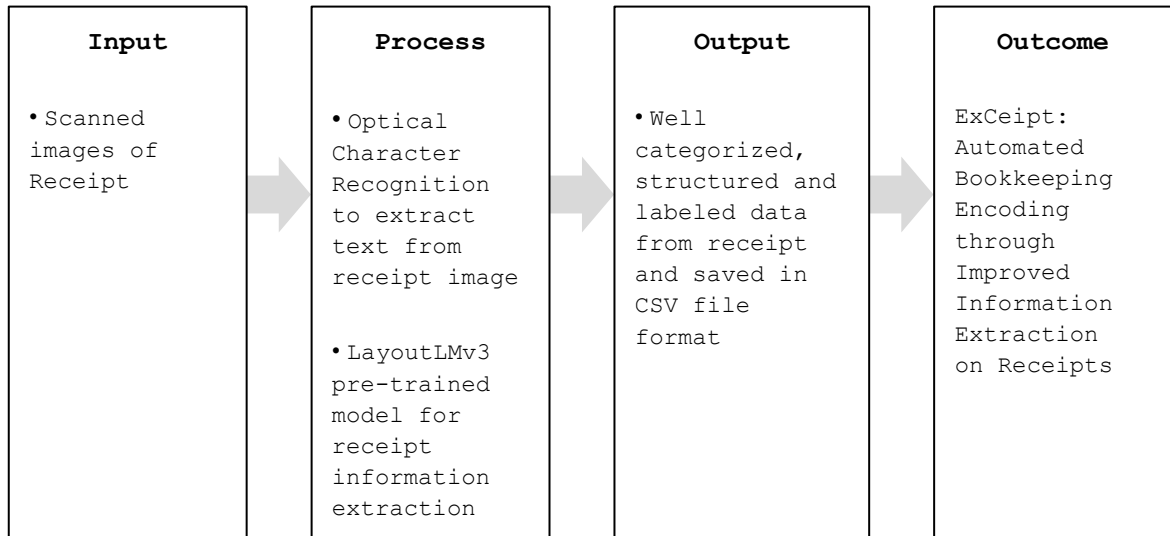 Input
• Scanned
images of
Receipt
Process
• Optical
Character
Recognition
to extract
text from
receipt image
• LayoutLMv3
pre-trained
model for
receipt
information
extraction
Output
• Well
categorized,
structured and
labeled data
from receipt
and saved in
CSV file
format
Outcome
ExCeipt:
Automated
Bookkeeping
Encoding
through
Improved
Information
Extraction
on Receipts